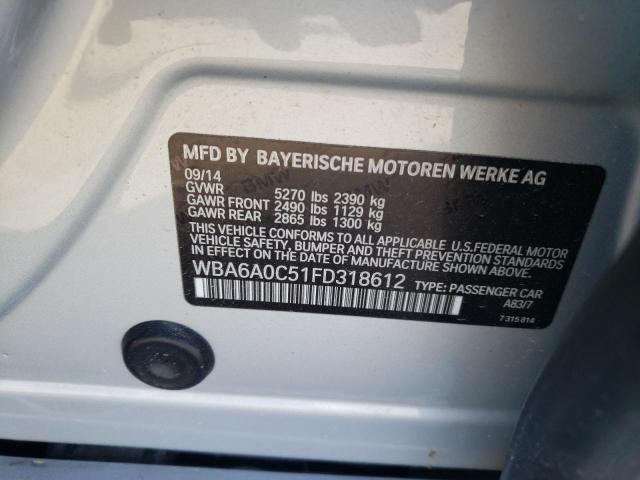 MFD BY BAYERISCHE MOTOREN WERKE AG
09/14
GVWR 5270 lbs 2390 kg
GAWR FRONT 2490 lbs 1129 kg
GAWR REAR 2865 lbs 1300 kg
THIS VEHICLE CONFORMS TO ALL APPLICABLE U.S.FEDERAL MOTOR
VEHICLE SAFETY, BUMPER AND THEFT PREVENTION STANDARDS
IN EFFECT ON THE DATE OF MANUFACTURE SHOWN ABOVE.
WBA6A0C51FD318612 TYPE: PASSENGER CAR
A83/7
7315814